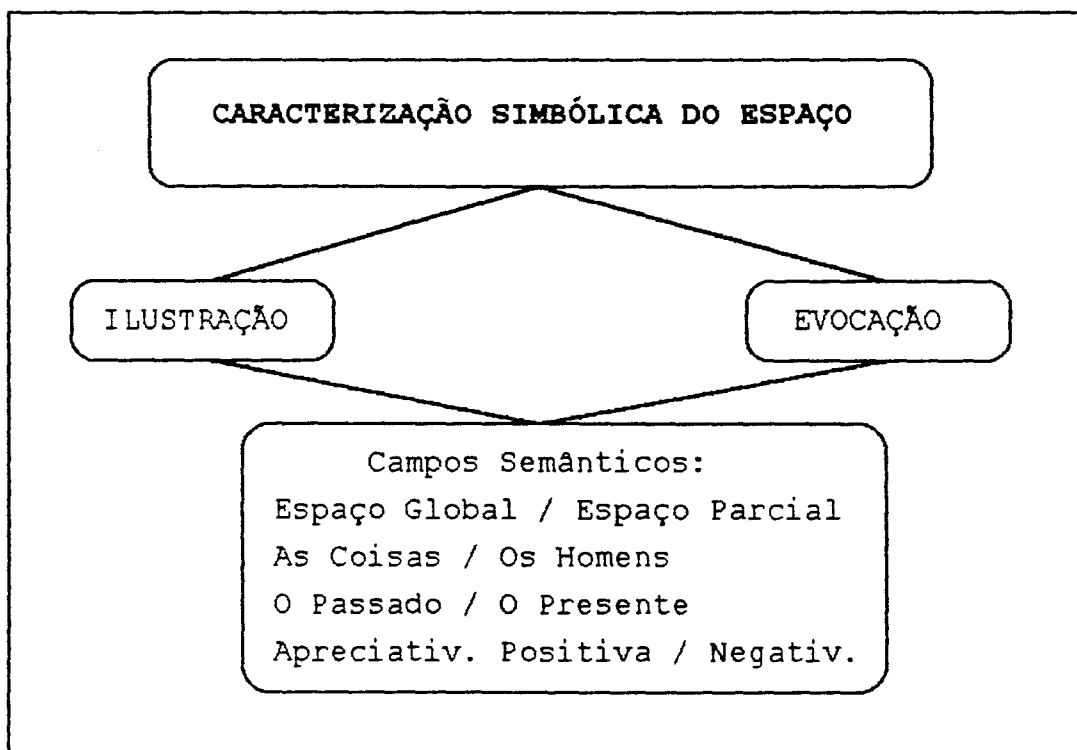 CARACTERIZAÇÃO SIMBÓLICA DO ESPAÇO
ILUSTRAÇÃO
EVOCAÇÃO
Campos Semânticos:
Espaço Global / Espaço Parcial
As Coisas / Os Homens
O Passado / O Presente
Apreciativ. Positiva / Negativ.